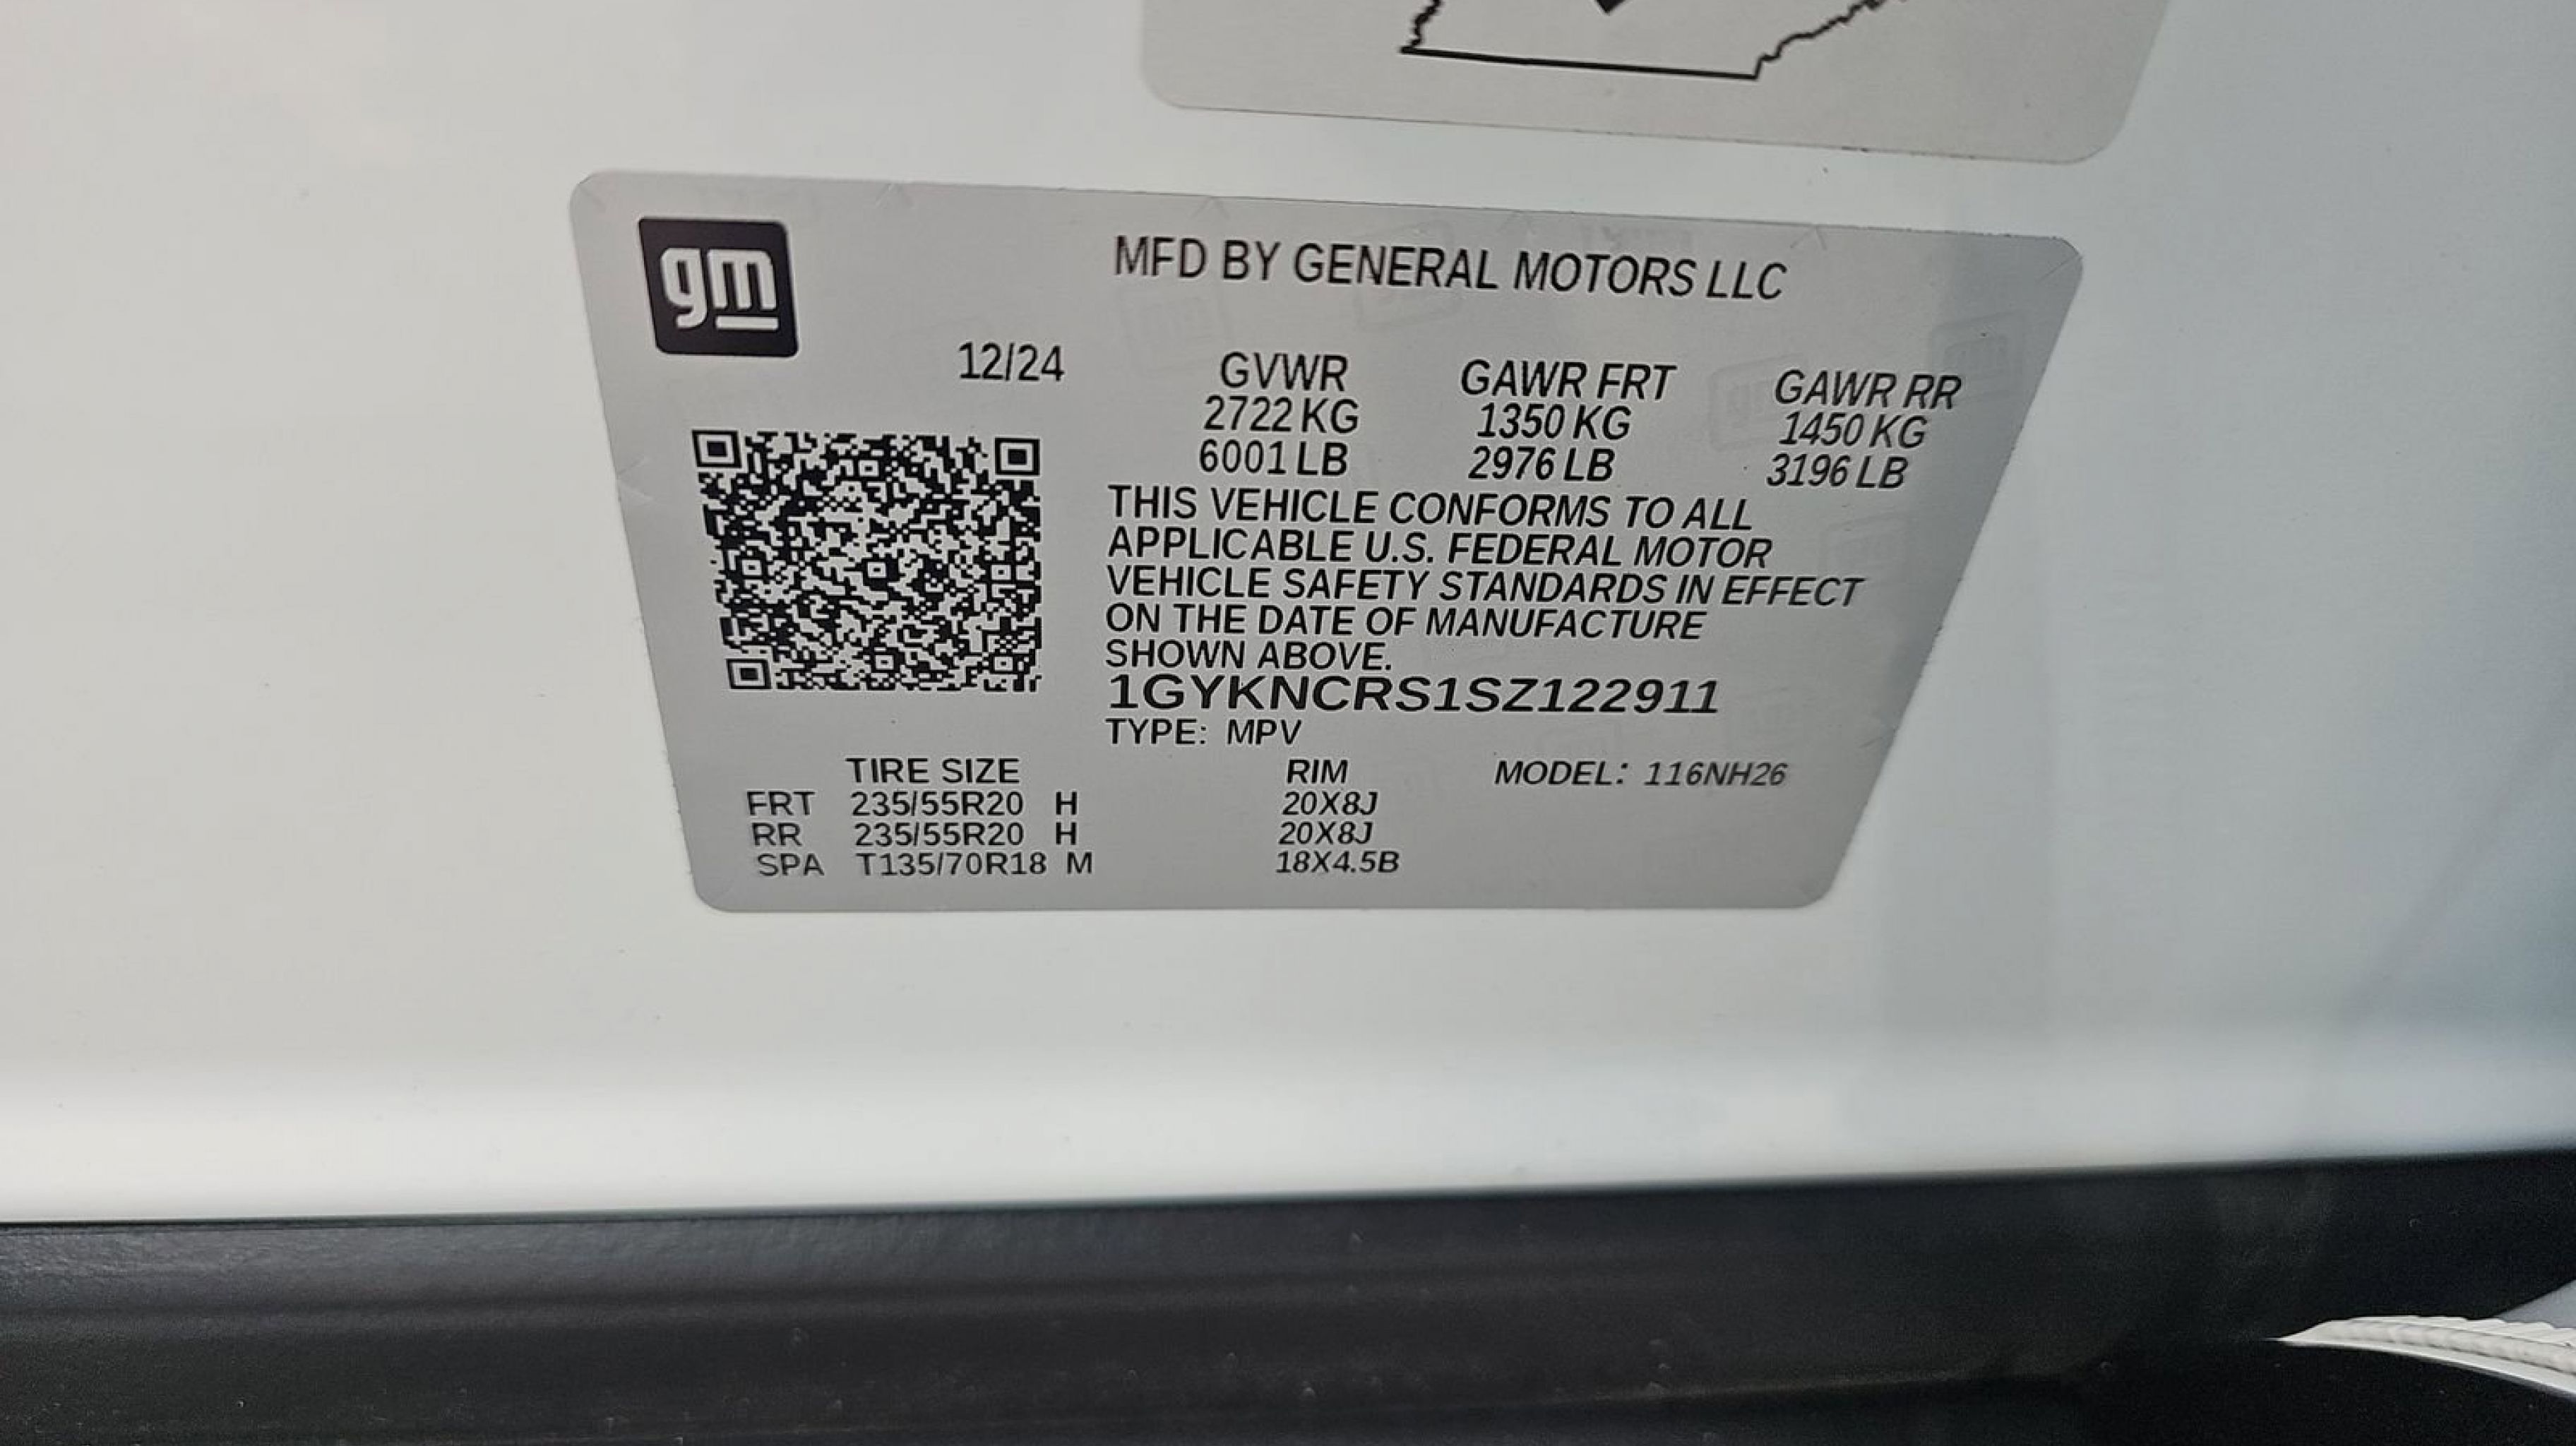 gm
MFD BY GENERAL MOTORS LLC
12/24 GVWR GAWR FRT GAWR RR
2722 KG 1350 KG 1450 KG
6001 LB 2976 LB 3196 LB
THIS VEHICLE CONFORMS TO ALL
APPLICABLE U.S. FEDERAL MOTOR
VEHICLE SAFETY STANDARDS IN EFFECT
ON THE DATE OF MANUFACTURE
SHOWN ABOVE.
1GYKNCRS1SZ122911
TYPE: MPV
TIRE SIZE RIM MODEL: 116NH26
FRT 235/55R20 H 20X8J
RR 235/55R20 H 20X8J
SPA T135/70R18 M 18X4.5B